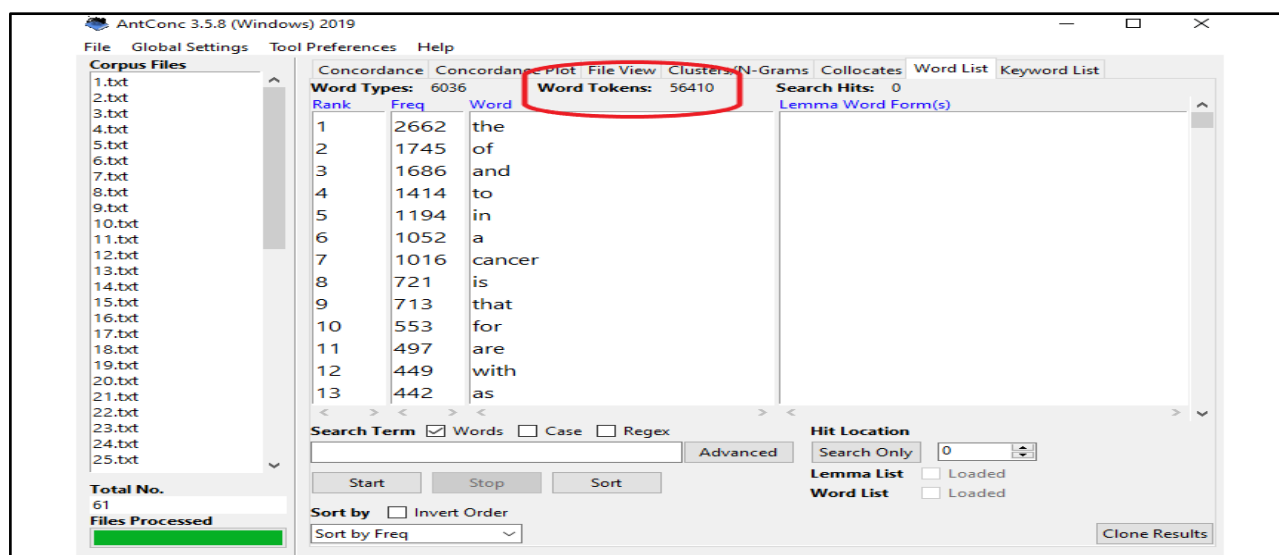 AntConc 3.5.8 (Windows) 2019
File Global Settings Tool Preferences Help
Corpus Files
1.txt
2.txt
3.txt
4.txt
5.txt
6.txt
7.txt
8.txt
9.txt
10.txt
11.txt
12.txt
13.txt
14.txt
15.txt
16.txt
17.txt
18.txt
19.txt
20.txt
21.txt
22.txt
23.txt
24.txt
25.txt
Total No.
61
Files Processed
Concordance Concordance Plot File View Clusters/N-Grams Collocates Word List Keyword List
Word Types: 6036 Word Tokens: 56410 Search Hits: 0
Rank Freq Word Lemma Word Form(s)
1 2662 the
2 1745 of
3 1686 and
4 1414 to
5 1194 in
6 1052 a
7 1016 cancer
8 721 is
9 713 that
10 553 for
11 497 are
12 449 with
13 442 as
Search Term Words Case Regex Hit Location
Advanced Search Only 0
Lemma List Loaded
Start Stop Sort Word List Loaded
Sort by Invert Order
Sort by Freq Clone Results